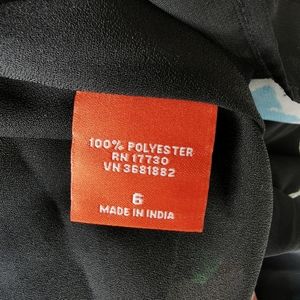 100% POLYESTER
RN 17730
VN 3681882
6
MADE IN INDIA